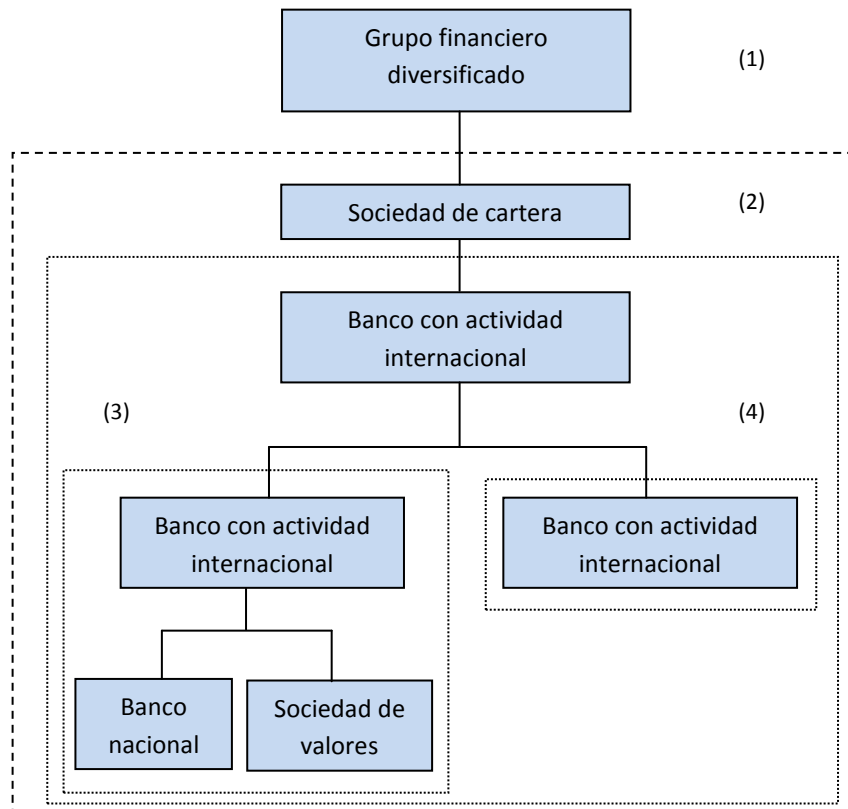 Grupo financiero
diversificado
(1)
Sociedad de cartera
(2)
Banco con actividad
internacional
(3)
(4)
Banco con actividad
internacional
Banco con actividad
internacional
Banco
nacional
Sociedad de
valores